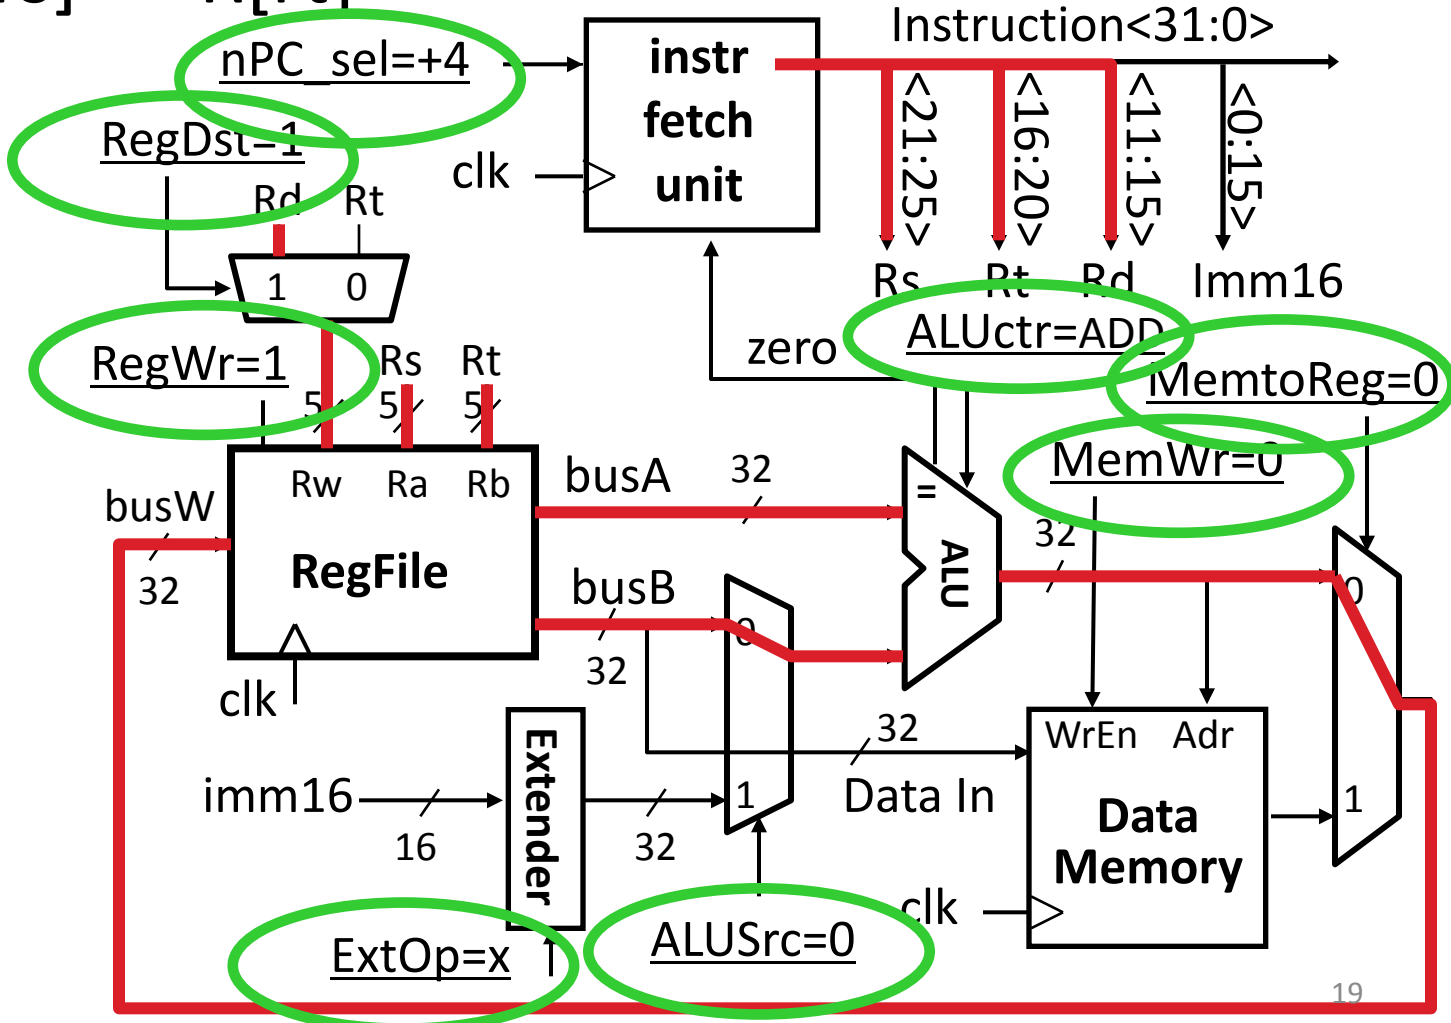 R[rt]
nPC_sel=+4
instr
fetch
unit
Instruction<31:0>
<21:25>
<16:20>
<11:15>
<0:15>
RegDst=1
clk
Rd Rt
1 0
Rs Rt Rd Imm16
zero
ALUctr=ADD
MemtoReg=0
RegWr=1
Rs Rt
5 5 5
MemWr=0
Rw Ra Rb
busA 32
=
busW
32
RegFile
ALU
32
0
busB
0
32
clk
32
WrEn Adr
Extender
imm16
16
32
1
Data In
Data
Memory
1
clk
ExtOp=x
ALUSrc=0
19